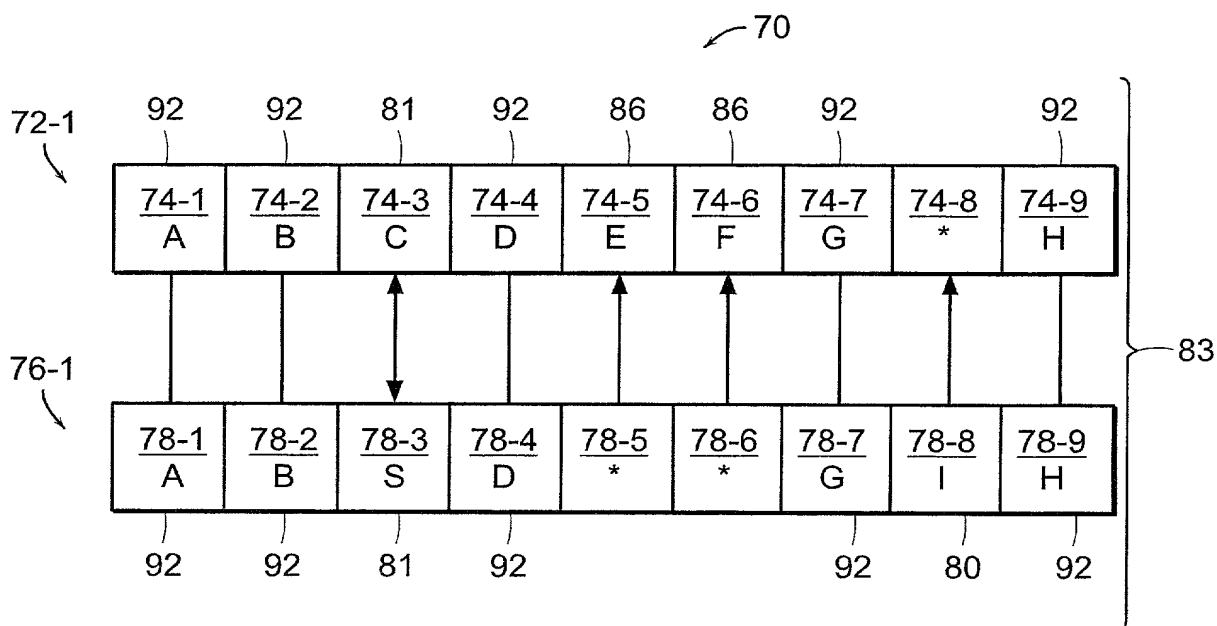 70
92 92 81 92 86 86 92 92
72-1
74-1 74-2 74-3 74-4 74-5 74-6 74-7 74-8 74-9
A B C D E F G * H
83
76-1
78-1 78-2 78-3 78-4 78-5 78-6 78-7 78-8 78-9
A B S D * * G I H
92 92 81 92 92 80 92